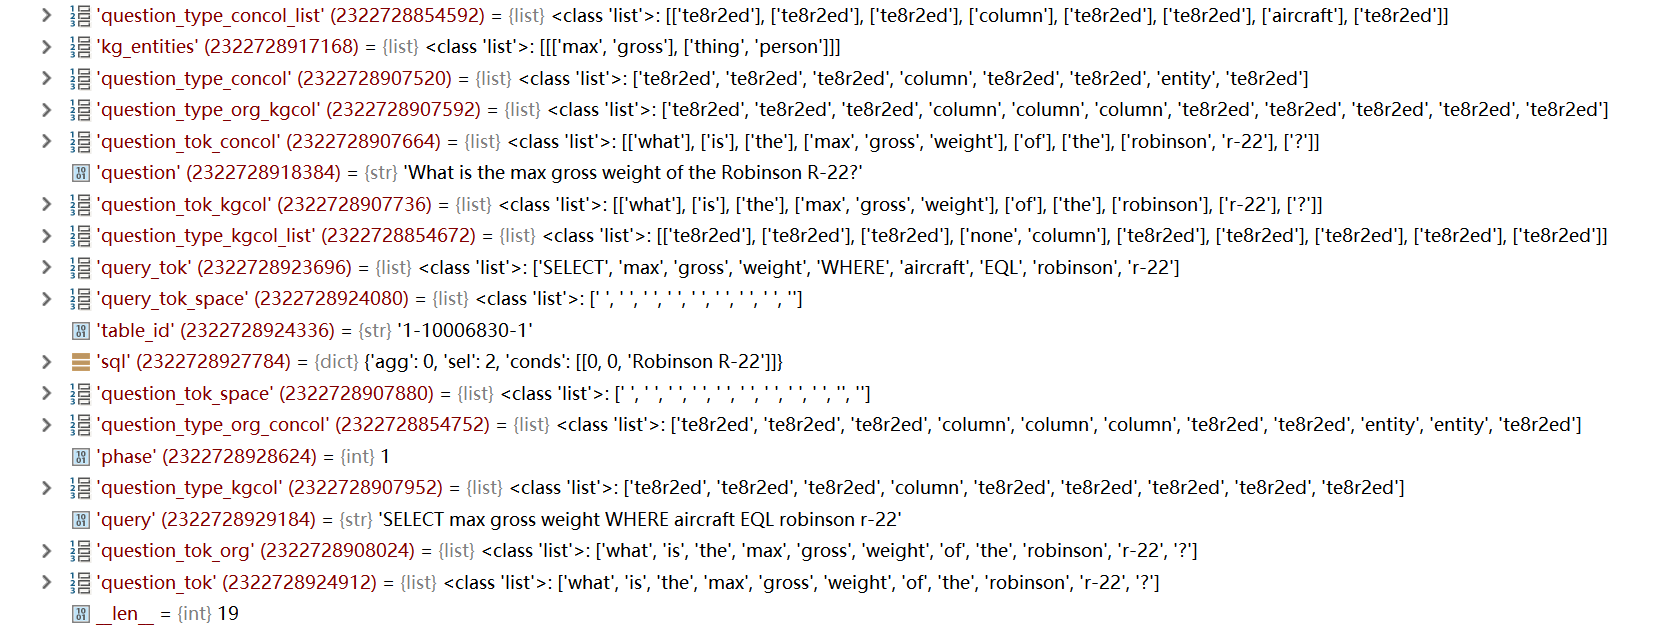 'question_type_concol_list' (2322728854592) = {list} <class 'list'>: [['te8r2ed'], ['te8r2ed'], ['te8r2ed'], ['column'], ['te8r2ed'], ['te8r2ed'], ['aircraft'], ['te8r2ed']]
'kg_entities' (2322728917168) = {list} <class 'list'>: [[['max', 'gross'], ['thing', 'person']]]
'question_type_concol' (2322728907520) = {list} <class 'list'>: ['te8r2ed', 'te8r2ed', 'te8r2ed', 'column', 'te8r2ed', 'te8r2ed', 'entity', 'te8r2ed']
'question_type_org_kgcol' (2322728907592) = {list} <class 'list'>: ['te8r2ed', 'te8r2ed', 'te8r2ed', 'column', 'column', 'column', 'te8r2ed', 'te8r2ed', 'te8r2ed', 'te8r2ed', 'te8r2ed']
'question_tok_concol' (2322728907664) = {list} <class 'list'>: [['what'], ['is'], ['the'], ['max', 'gross', 'weight'], ['of'], ['the'], ['robinson', 'r-22'], ['?']]
'question' (2322728918384) = {str} 'What is the max gross weight of the Robinson R-22?'
'question_tok_kgcol' (2322728907736) = {list} <class 'list'>: [['what'], ['is'], ['the'], ['max', 'gross', 'weight'], ['of'], ['the'], ['robinson'], ['r-22'], ['?']]
'question_type_kgcol_list' (2322728854672) = {list} <class 'list'>: [['te8r2ed'], ['te8r2ed'], ['te8r2ed'], ['none', 'column'], ['te8r2ed'], ['te8r2ed'], ['te8r2ed'], ['te8r2ed'], ['te8r2ed']]
'query_tok' (2322728923696) = {list} <class 'list'>: ['SELECT', 'max', 'gross', 'weight', 'WHERE', 'aircraft', 'EQL', 'robinson', 'r-22']
'query_tok_space' (2322728924080) = {list} <class 'list'>: [' ', ' ', ' ', ' ', ' ', ' ', ' ', ' ', '']
'table_id' (2322728924336) = {str} '1-10006830-1'
'sql' (2322728927784) = {dict} {'agg': 0, 'sel': 2, 'conds': [[0, 0, 'Robinson R-22']]}
'question_tok_space' (2322728907880) = {list} <class 'list'>: [' ', ' ', ' ', ' ', ' ', ' ', ' ', ' ', ' ', '', '']
'question_type_org_concol' (2322728854752) = {list} <class 'list'>: ['te8r2ed', 'te8r2ed', 'te8r2ed', 'column', 'column', 'column', 'te8r2ed', 'te8r2ed', 'entity', 'entity', 'te8r2ed']
'phase' (2322728928624) = {int} 1
'question_type_kgcol' (2322728907952) = {list} <class 'list'>: ['te8r2ed', 'te8r2ed', 'te8r2ed', 'column', 'te8r2ed', 'te8r2ed', 'te8r2ed', 'te8r2ed', 'te8r2ed']
'query' (2322728929184) = {str} 'SELECT max gross weight WHERE aircraft EQL robinson r-22'
'question_tok_org' (2322728908024) = {list} <class 'list'>: ['what', 'is', 'the', 'max', 'gross', 'weight', 'of', 'the', 'robinson', 'r-22', '?']
'question_tok' (2322728924912) = {list} <class 'list'>: ['what', 'is', 'the', 'max', 'gross', 'weight', 'of', 'the', 'robinson', 'r-22', '?']
__len__ = {int} 19